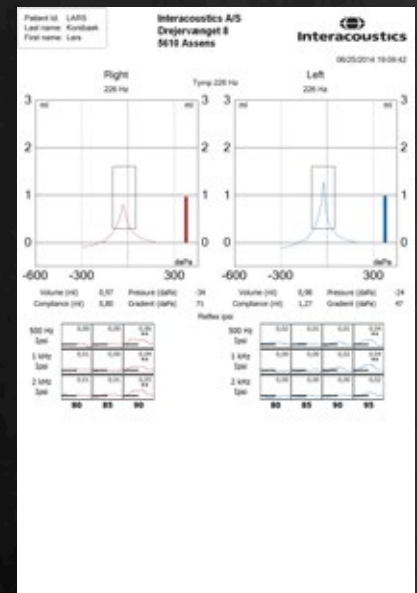 Patient Id. LARS
Last name: Korsbaek
First name: Lars
Interacoustics A/S
Drejervænget 8
5610 Assens
Interacoustics
06/25/2014
Right
226 Hz
Tymp 226 Hz
Left
226 Hz
3 ml ml 3
3 ml ml 3
2 2
2 2
1 1
1 1
0 0
0 0
daPa
daPa
-600 -300 300
-600 -300 300
Volume (ml) 0,97 Pressure (daPa) -34
Compliance (ml) 0,80 Gradient (daPa) 71
Volume (ml) 0,98 Pressure (daPa) -24
Compliance (ml) 1,27 Gradient (daPa) 47
Reflex ipsi
500 Hz
Ipsi
1 kHz
Ipsi
2 kHz
Ipsi
80 85 90
500 Hz
Ipsi
1 kHz
Ipsi
2 kHz
Ipsi
80 85 90 95